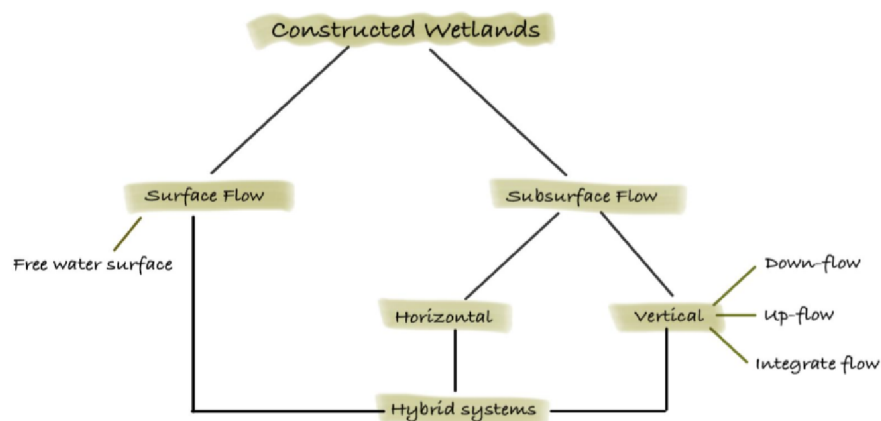 Constructed Wetlands
Surface Flow
Subsurface Flow
Free water surface
Down-flow
Horizontal
Vertical
Up-flow
Integrate flow
Hybrid systems